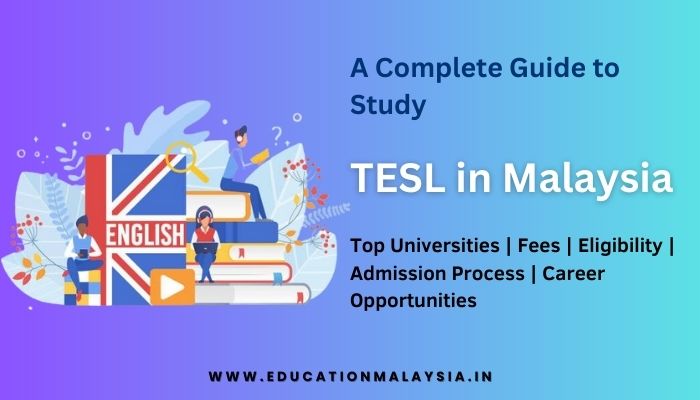 A Complete Guide to
Study
TESL in Malaysia
Top Universities | Fees | Eligibility |
Admission Process | Career
Opportunities
ENGLISH
WWW.EDUCATIONMALAYSIA.IN